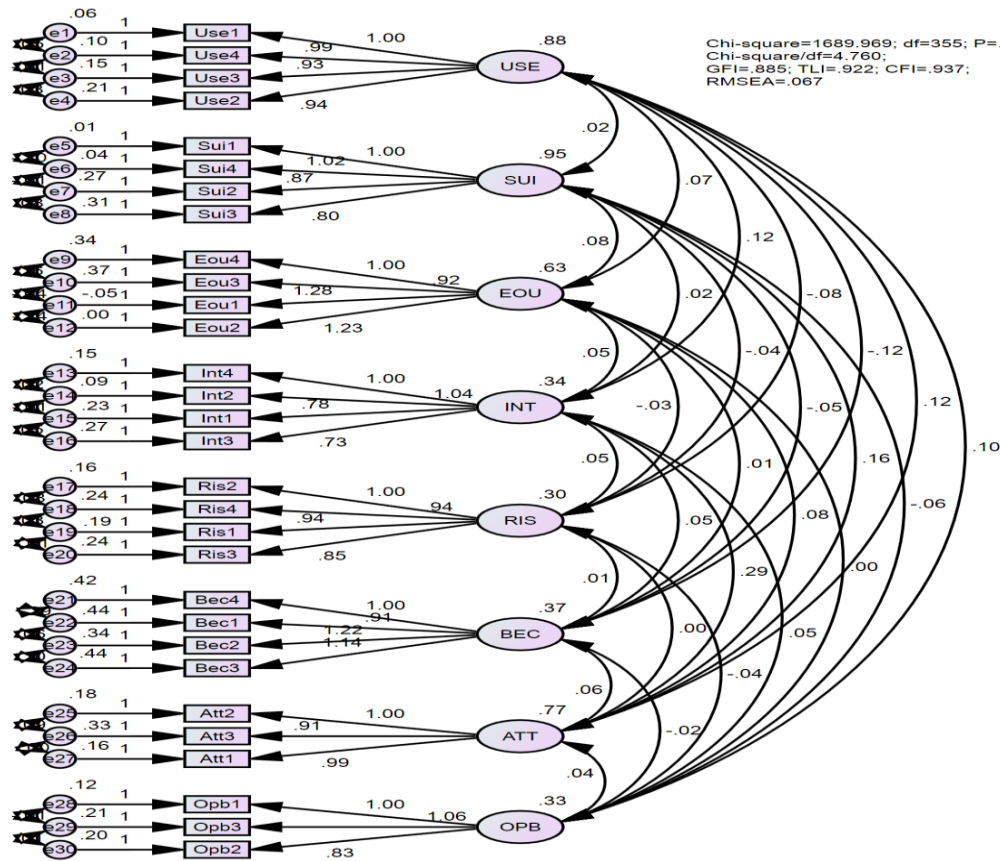 Chi-square=1689.969; df=355; P=.
Chi-square/df=4.760;
GFI=.885; TLI=.922; CFI=.937;
RMSEA=.067
.06 e1 1 Use1 1.00
.10 e2 1 Use4 .99
.15 e3 1 Use3 .93
.21 e4 1 Use2 .94
.88 USE
.01 e5 1 Sui1 1.00
.04 e6 1 Sui4 1.02
.27 e7 1 Sui2 .87
.31 e8 1 Sui3 .80
.95 SUI
.34 e9 1 Eou4 1.00
.37 e10 1 Eou3 .92
-.05 e11 1 Eou1 1.28
.00 e12 1 Eou2 1.23
.63 EOU
.15 e13 1 Int4 1.00
.09 e14 1 Int2 1.04
.23 e15 1 Int1 .78
.27 e16 1 Int3 .73
.34 INT
.16 e17 1 Ris2 1.00
.24 e18 1 Ris4 .94
.19 e19 1 Ris1 .94
.24 e20 1 Ris3 .85
.30 RIS
.42 e21 1 Bec4 1.00
.44 e22 1 Bec1 .91
.34 e23 1 Bec2 1.22
.44 e24 1 Bec3 1.14
.37 BEC
.18 e25 1 Att2 1.00
.33 e26 1 Att3 .91
.16 e27 1 Att1 .99
.77 ATT
.12 e28 1 Opb1 1.00
.21 e29 1 Opb3 1.06
.20 e30 1 Opb2 .83
.33 OPB
.02
.07
.12
-.08
-.12
.12
.10
.08
.02
-.04
-.05
.16
-.06
.05
-.03
.01
.08
.00
.05
.05
.29
.05
.01
.00
-.04
.06
-.02
.04